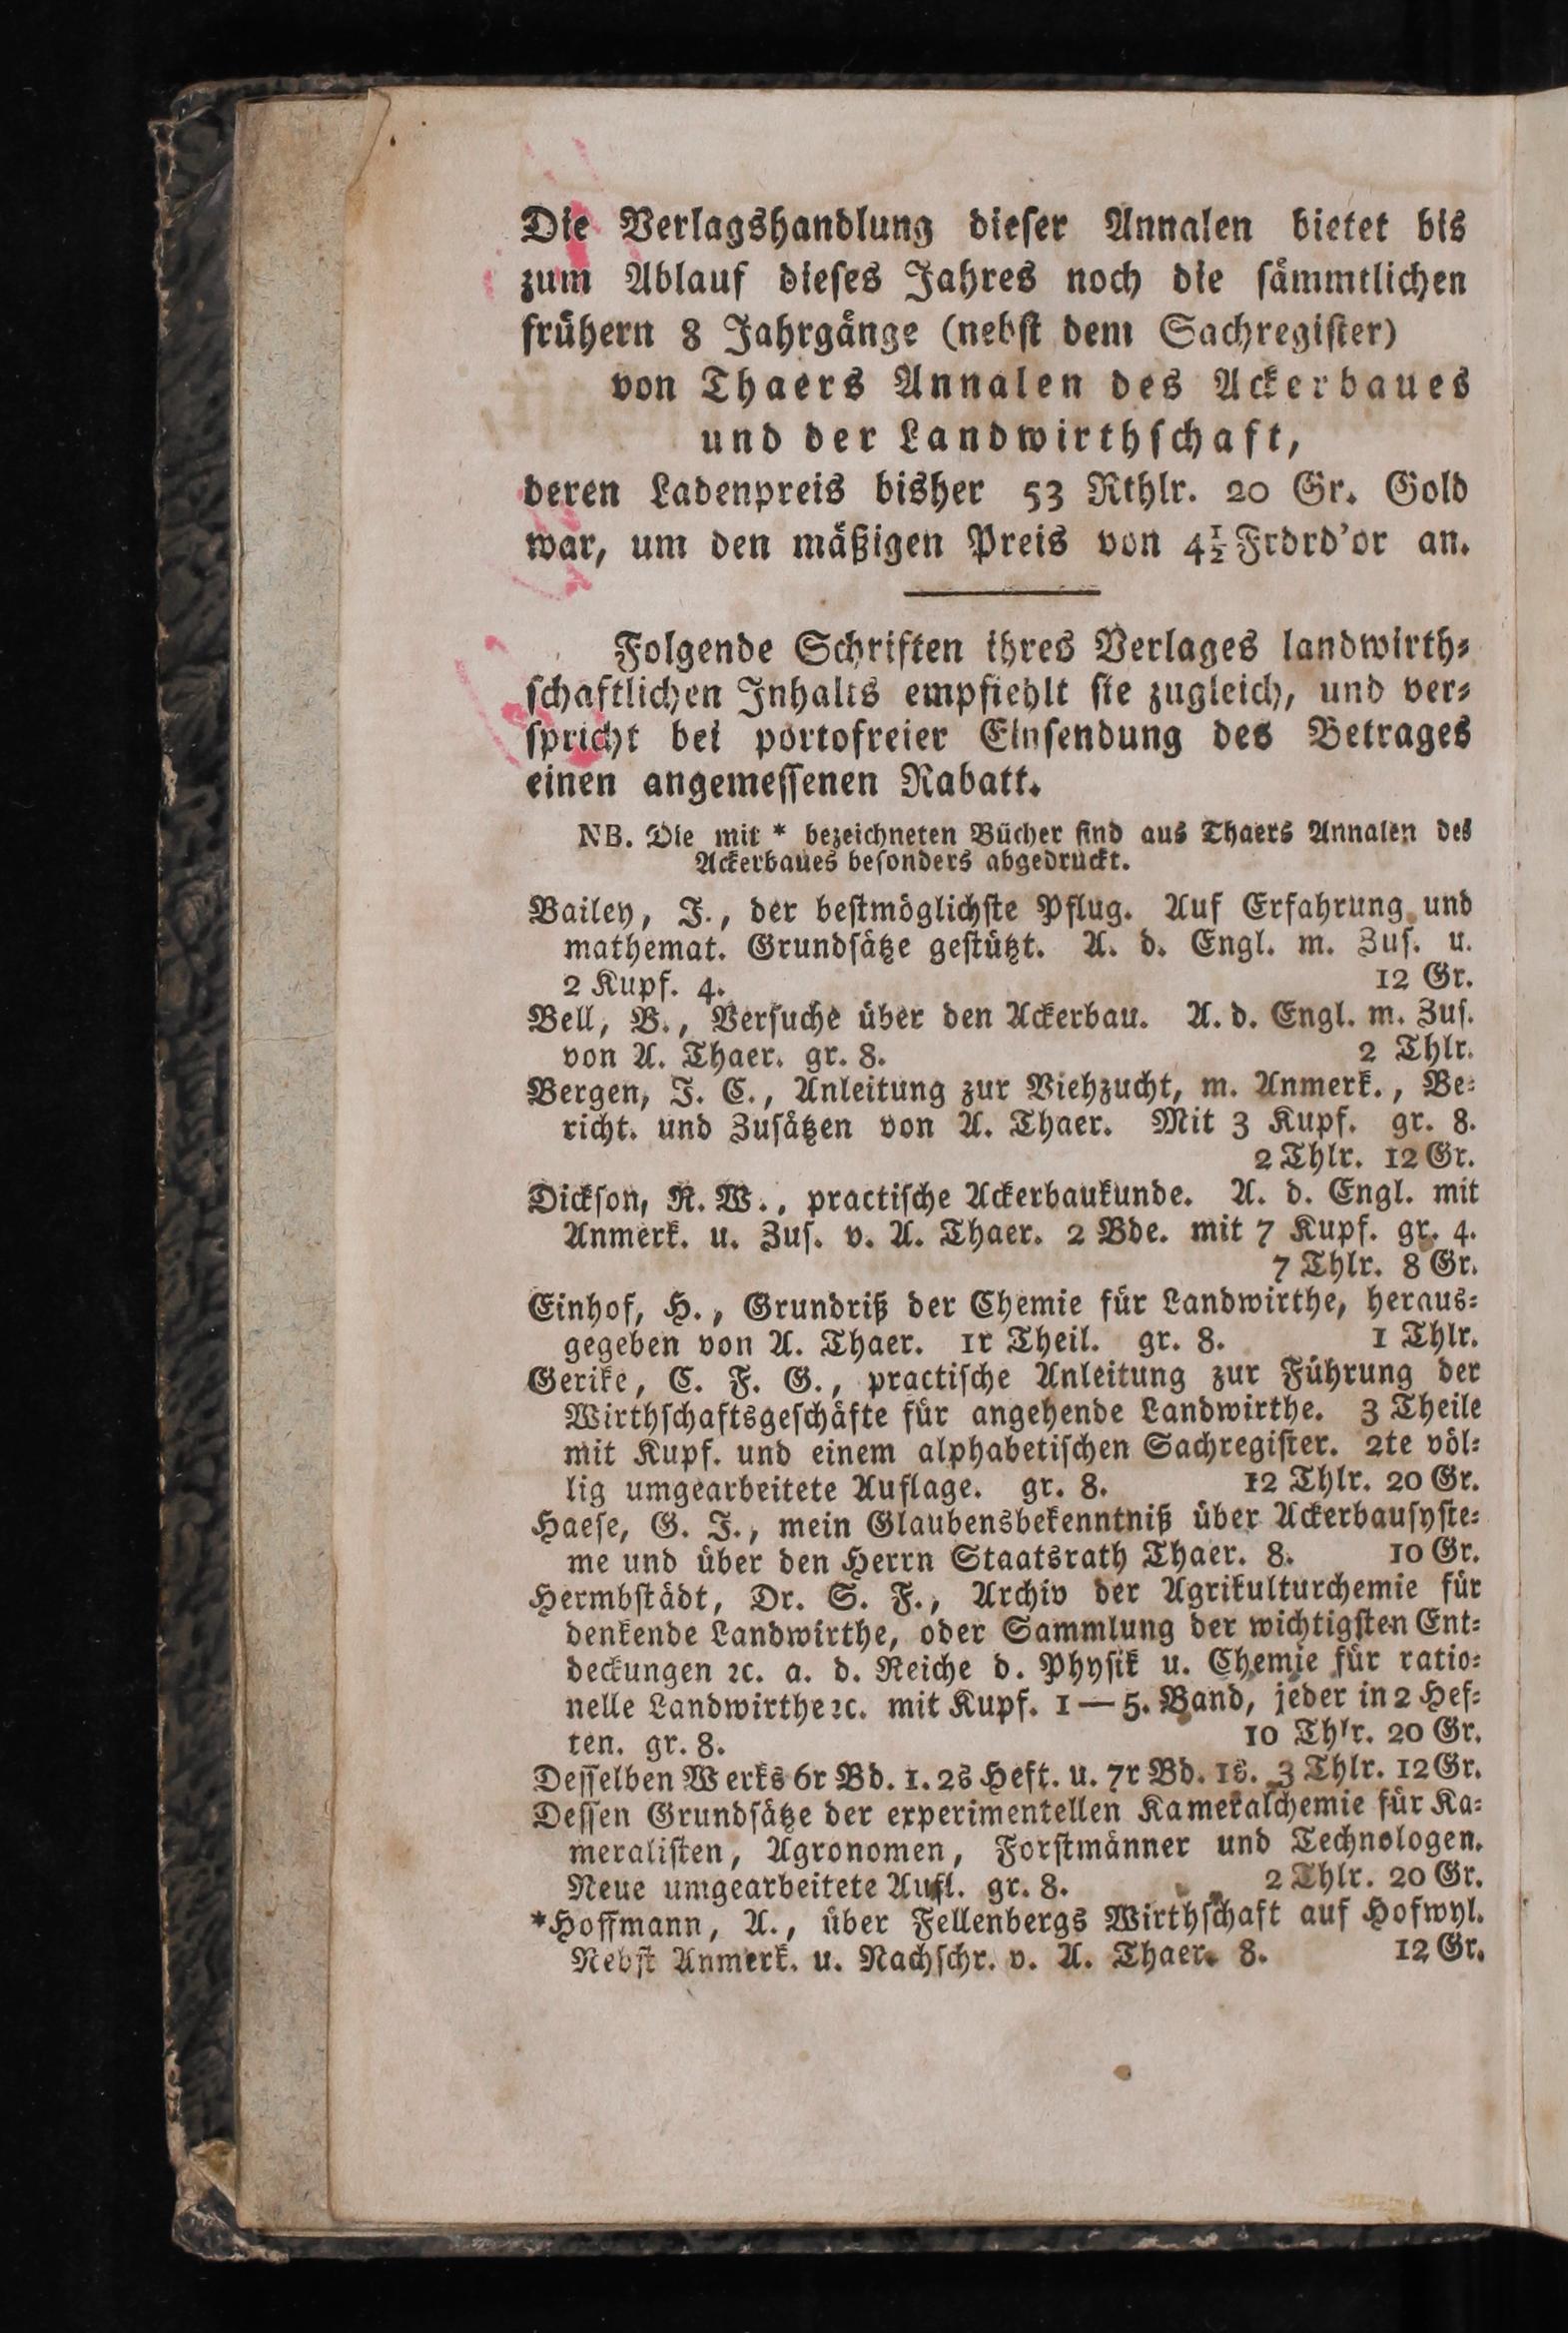 Die Verlagshandlung dieſer Annalen bietet bis
zum Ablauf dieſes Jahres noch die ſämmtlichen
frühern 8 Jahrgänge (nebſt dem Sachregiſter)
von Thaers Annalen des Ackerbaues
und der Landwirthſchaft,
deren Ladenpreis bisher 53 Rthlr. 20 Gr. Gold
war, um den mäßigen Preis von 4½ Frdrd'or an.
Folgende Schriften ihres Verlages landwirth⸗
ſchaftlichen Inhalts empfiehlt ſie zugleich, und ver⸗
ſpricht bei portofreier Einſendung des Betrages
einen angemeſſenen Rabatt.
NB. Die mit * bezeichneten Bücher ſind aus Thaers Annalen des
Ackerbaues beſonders abgedruckt.
Bailey, J., der beſtmöglichſte Pflug. Auf Erfahrung und
mathemat. Grundſätze geſtützt. A. d. Engl. m. Zuſ. u.
2 Kupf. 4. 12 Gr.
Bell, B., Verſuche über den Ackerbau. A. d. Engl. m. Zuſ.
von A. Thaer. gr. 8. 2 Thlr.
Bergen, J. C., Anleitung zur Viehzucht, m. Anmerk., Be⸗
richt. und Zuſätzen von A. Thaer. Mit 3 Kupf. gr. 8.
2 Thlr. 12 Gr.
Dickſon, R. W., practiſche Ackerbaukunde. A. d. Engl. mit
Anmerk. u. Zuſ. v. A. Thaer. 2 Bde. mit 7 Kupf. gr. 4.
7 Thlr. 8 Gr.
Einhof, H., Grundriß der Chemie für Landwirthe, heraus⸗
gegeben von A. Thaer. 1r Theil. gr. 8. 1 Thlr.
Gerike, C. F. G., practiſche Anleitung zur Führung der
Wirthſchaftsgeſchäfte für angehende Landwirthe. 3 Theile
mit Kupf. und einem alphabetiſchen Sachregiſter. 2te völ⸗
lig umgearbeitete Auflage. gr. 8. 12 Thlr. 20 Gr.
Haeſe, G. J., mein Glaubensbekenntniß über Ackerbauſyſte⸗
me und über den Herrn Staatsrath Thaer. 8. 10 Gr.
Hermbſtädt, Dr. S. F., Archiv der Agrikulturchemie für
denkende Landwirthe, oder Sammlung der wichtigſten Ent⸗
deckungen ꝛc. a. d. Reiche d. Phyſik u. Chemie für ratio⸗
nelle Landwirthe ꝛc. mit Kupf. 1 — 5. Band, jeder in 2 Hef⸗
ten. gr. 8. 10 Thlr. 20 Gr.
Deſſelben Werks 6r Bd. 1. 2s Heft. u. 7r Bd. 1s. 3 Thlr. 12 Gr.
Deſſen Grundſätze der experimentellen Kameralchemie für Ka⸗
meraliſten, Agronomen, Forſtmänner und Technologen.
Neue umgearbeitete Aufl. gr. 8. 2 Thlr. 20 Gr.
*Hoffmann, A., über Fellenbergs Wirthſchaft auf Hofwyl.
Nebſt Anmerk. u. Nachſchr. v. A. Thaer. 8. 12 Gr.